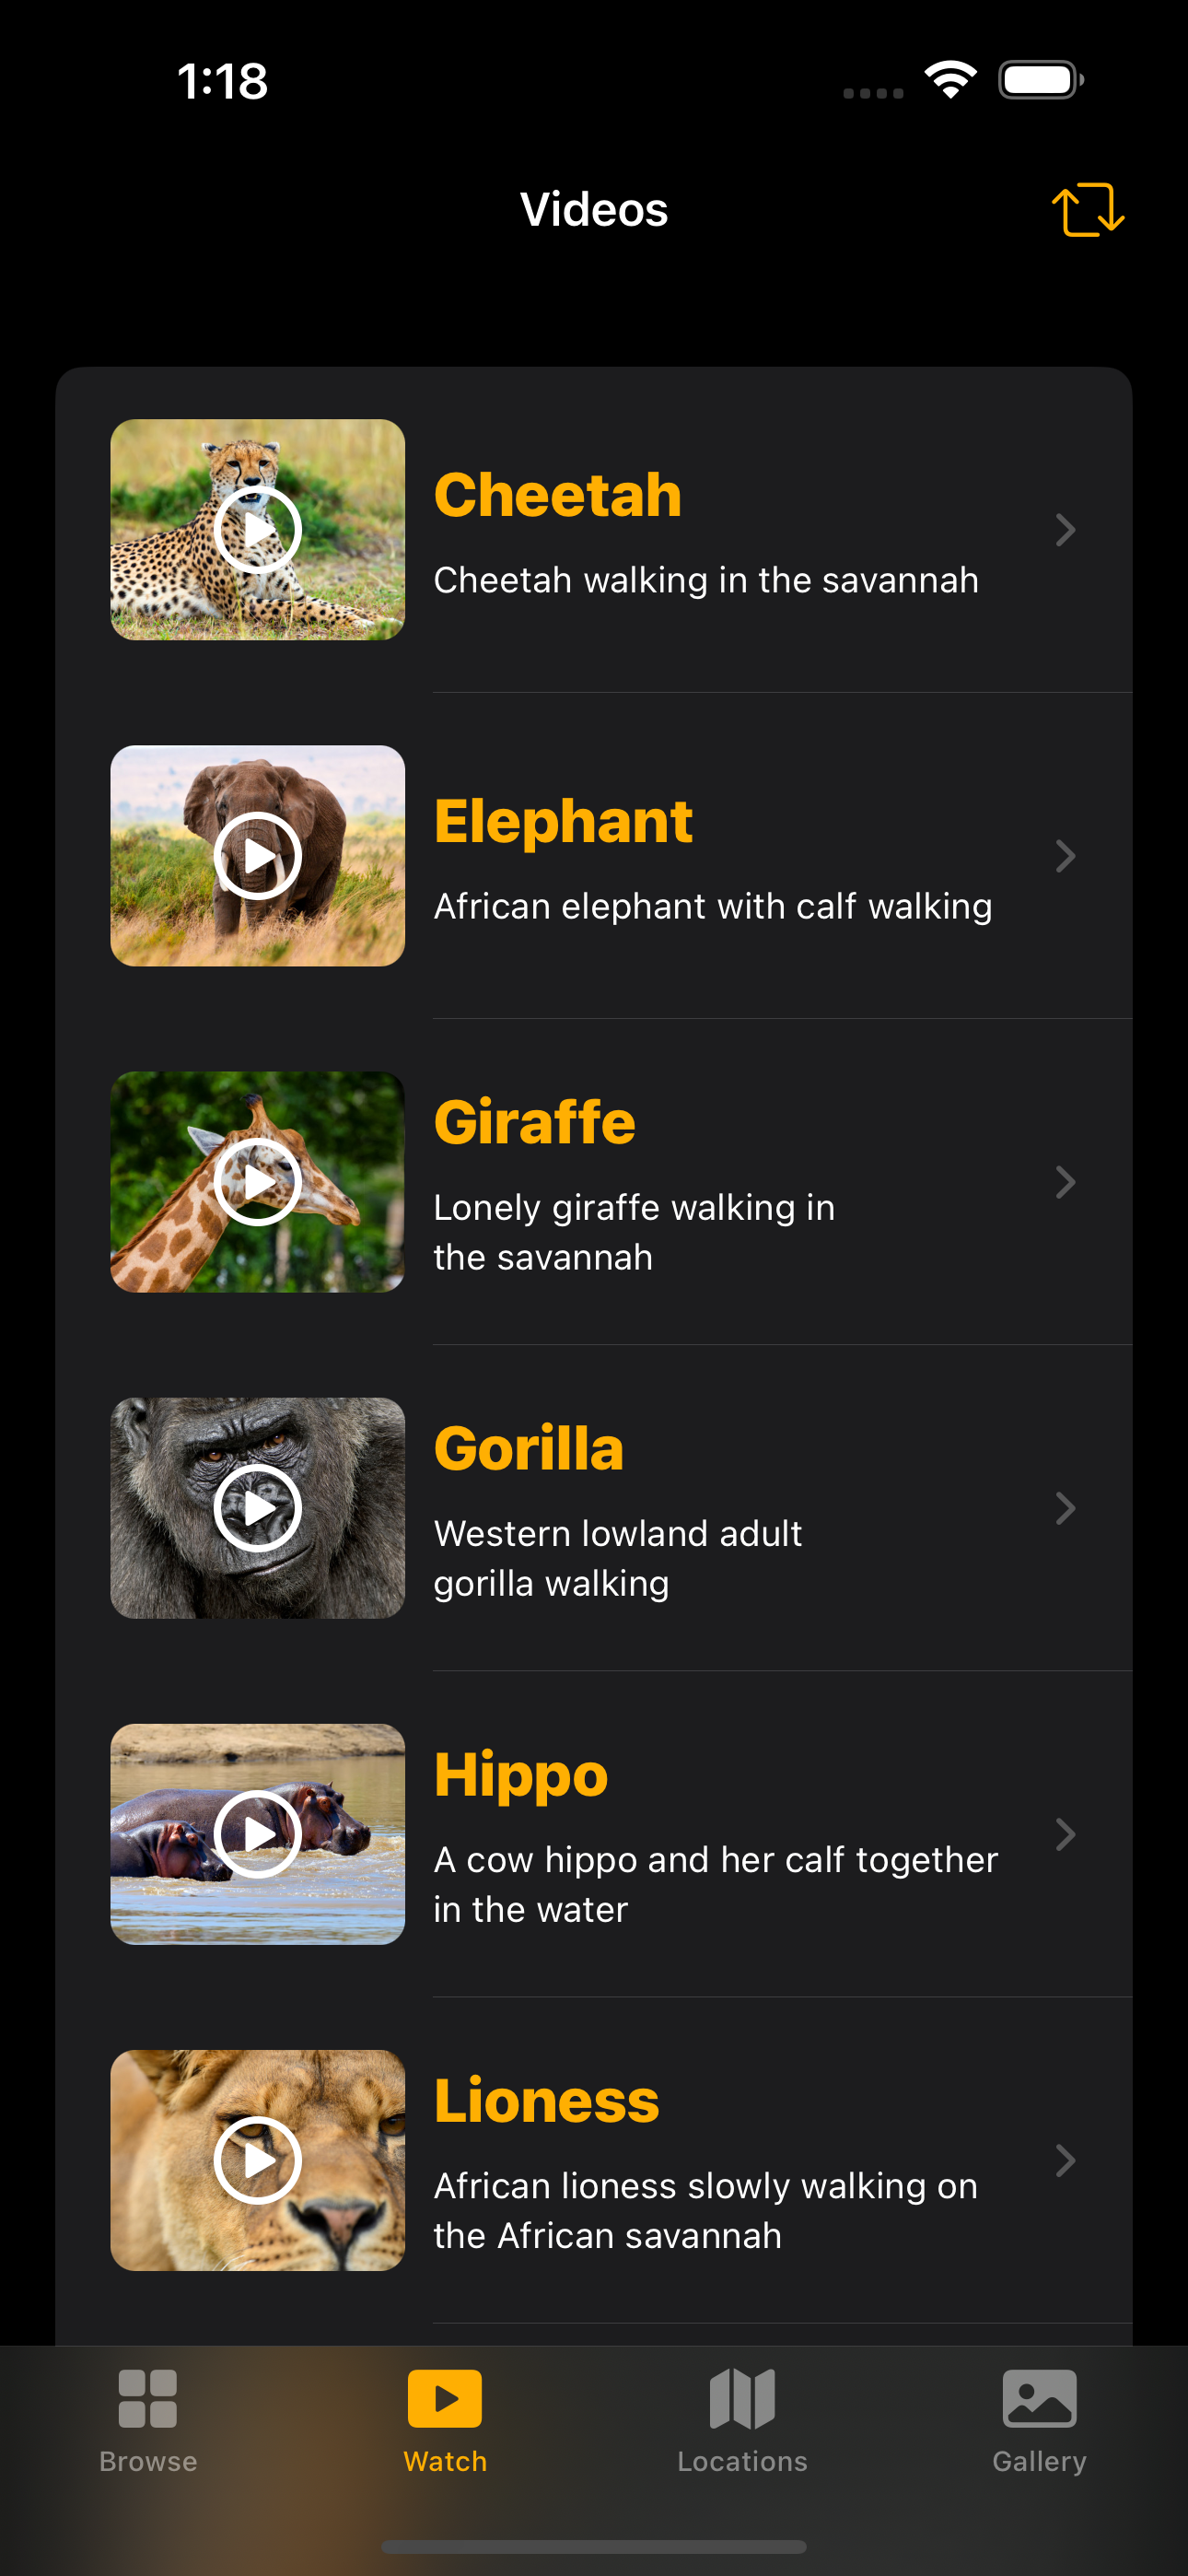 1:18
Videos
Cheetah
Cheetah walking in the savannah
Elephant
African elephant with calf walking
Giraffe
Lonely giraffe walking in
the savannah
Gorilla
Western lowland adult
gorilla walking
Hippo
A cow hippo and her calf together
in the water
Lioness
African lioness slowly walking on
the African savannah
Browse
Watch
Locations
Gallery